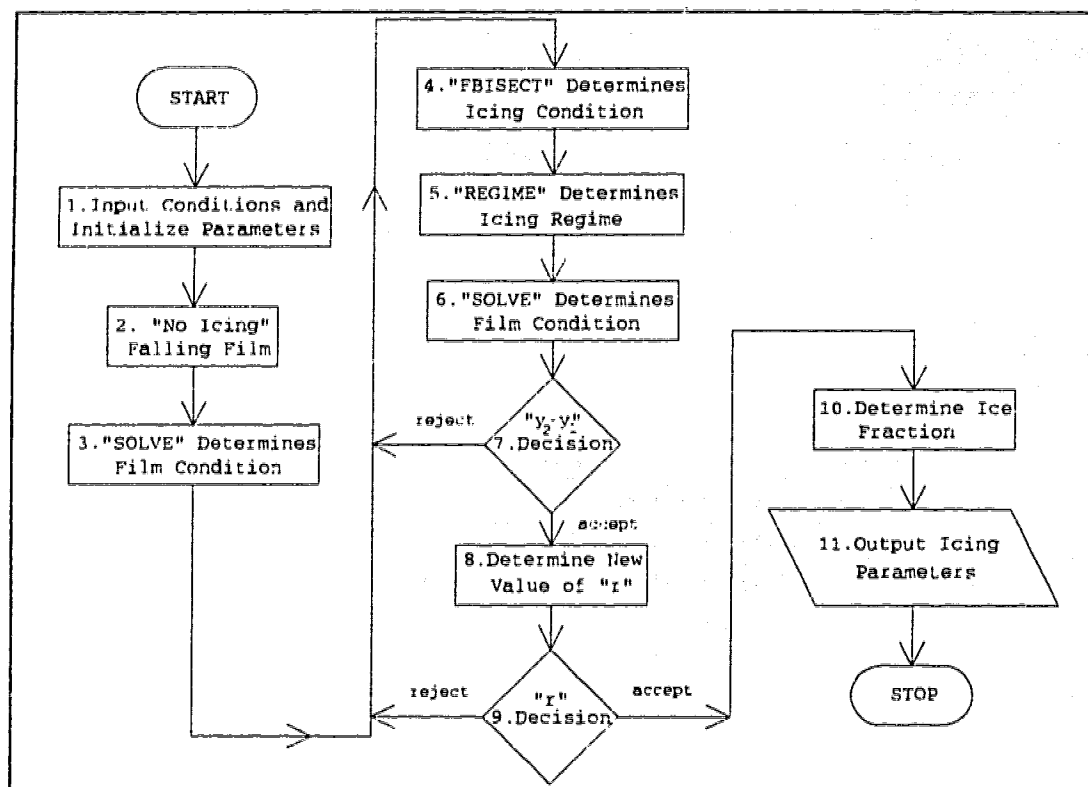 START
1.Input Conditions and
Initialize Parameters
2. "No Icing"
Falling Film
3."SOLVE" Determines
Film Condition
4."FBISECT" Determines
Icing Condition
5."REGIME" Determines
Icing Regime
6."SOLVE" Determines
Film Condition
"y2-y1"
7.Decision
reject
accept
8.Determine New
Value of "r"
"r"
9.Decision
reject
accept
10.Determine Ice
Fraction
11.Output Icing
Parameters
STOP